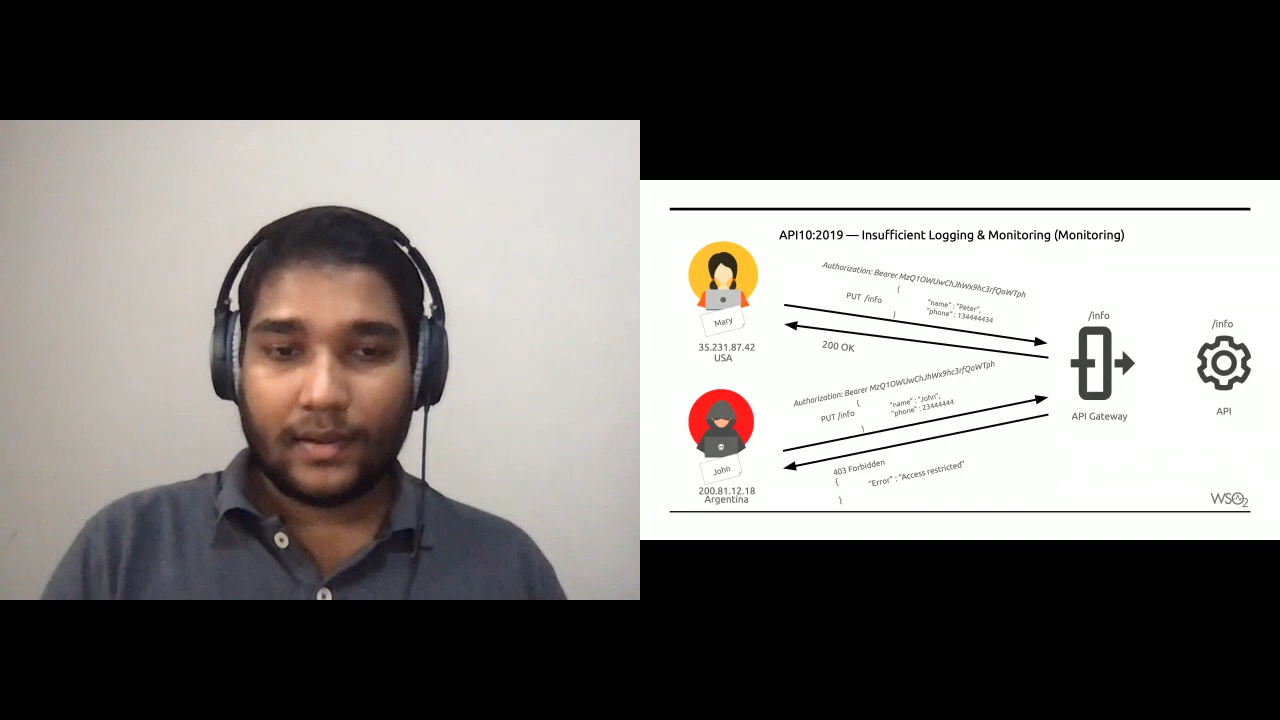 API10:2019 — Insufficient Logging & Monitoring (Monitoring)
Authorization: Bearer MzQ1OWUwChJhWx9hc3rfQoWTph
{
PUT /info
"name" : "Peter",
"phone" : 134444434
}
Mary
35.231.87.42
USA
200 OK
/info
API Gateway
/info
API
Authorization: Bearer MzQ1OWUwChJhWx9hc3rfQoWTph
{
PUT /info
"name" : "John",
"phone" : 23444444
}
John
200.81.12.18
Argentina
403 Forbidden
{
"Error" : "Access restricted"
}
WSO2